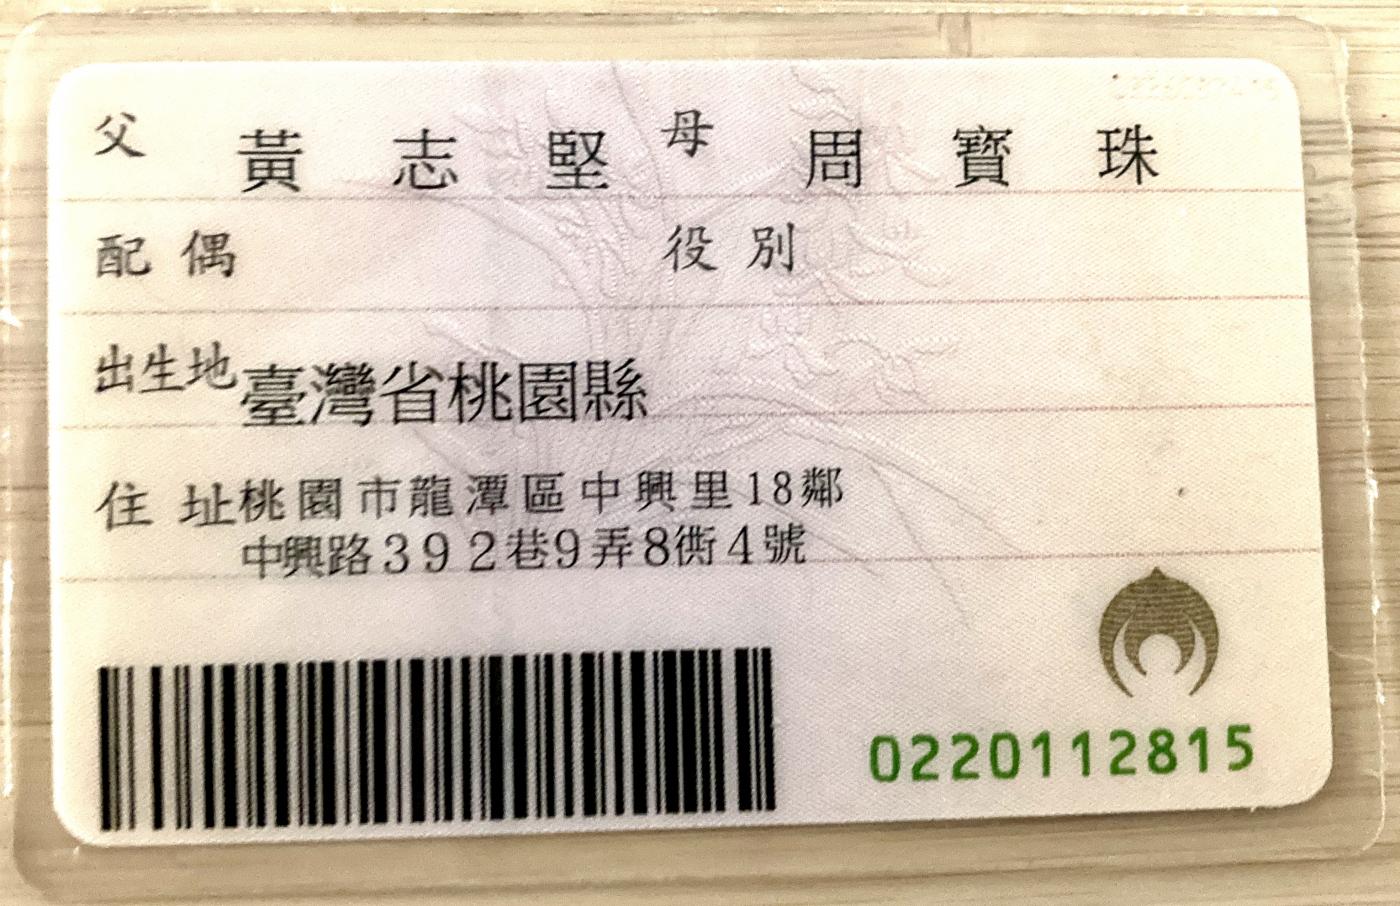 父 黃志堅 母 周寶珠
配偶 役別
出生地 臺灣省桃園縣
住址 桃園市龍潭區中興里18鄰
中興路392巷9弄8衖4號
0220112815